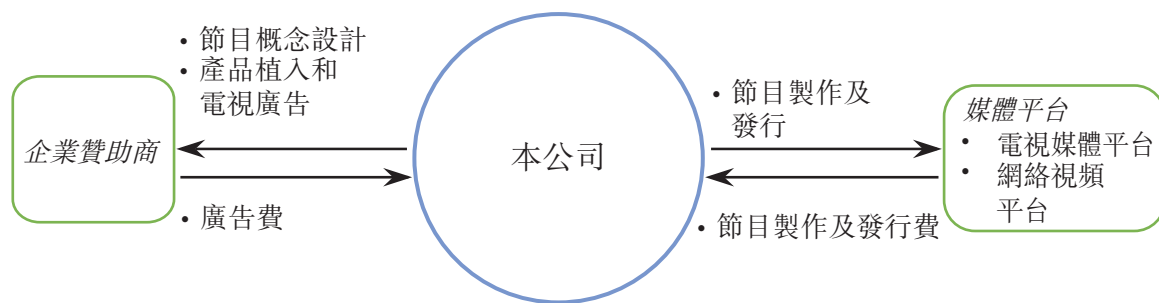 • 節目概念設計
• 產品植入和
電視廣告
企業贊助商
• 廣告費
本公司
• 節目製作及
發行
• 節目製作及發行費
媒體平台
• 電視媒體平台
• 網絡視頻
平台